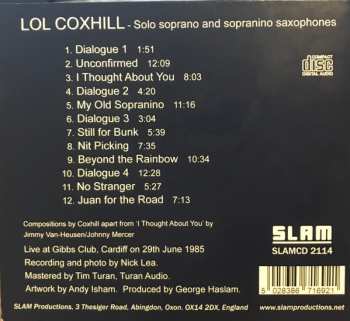 LOL COXHILL - Solo soprano and sopranino saxophones
1. Dialogue 1 1:51
2. Unconfirmed 12:09
3. I Thought About You 8:03
4. Dialogue 2 4:20
5. My Old Sopranino 11:16
6. Dialogue 3 3:04
7. Still for Bunk 5:39
8. Nit Picking 7:35
9. Beyond the Rainbow 10:34
10. Dialogue 4 12:56
11. No Stranger 5:27
12. Juan for the Road 7:13
COMPACT
disc
DIGITAL AUDIO
Compositions by Coxhill apart from 'I Thought About You' by
Jimmy Van-Heusen/Johnny Mercer
Live at Gibbs Club, Cardiff on 29th June 1985
Recording and photo by Nick Lea.
Mastered by Tim Turan, Turan Audio.
Artwork by Andy Isham. Produced by George Haslam.
SLAM
SLAMCD 2114
5 028386 716921
SLAM Productions, 3 Thesiger Road, Abingdon, Oxon. OX14 2DX, England
www.slamproductions.net